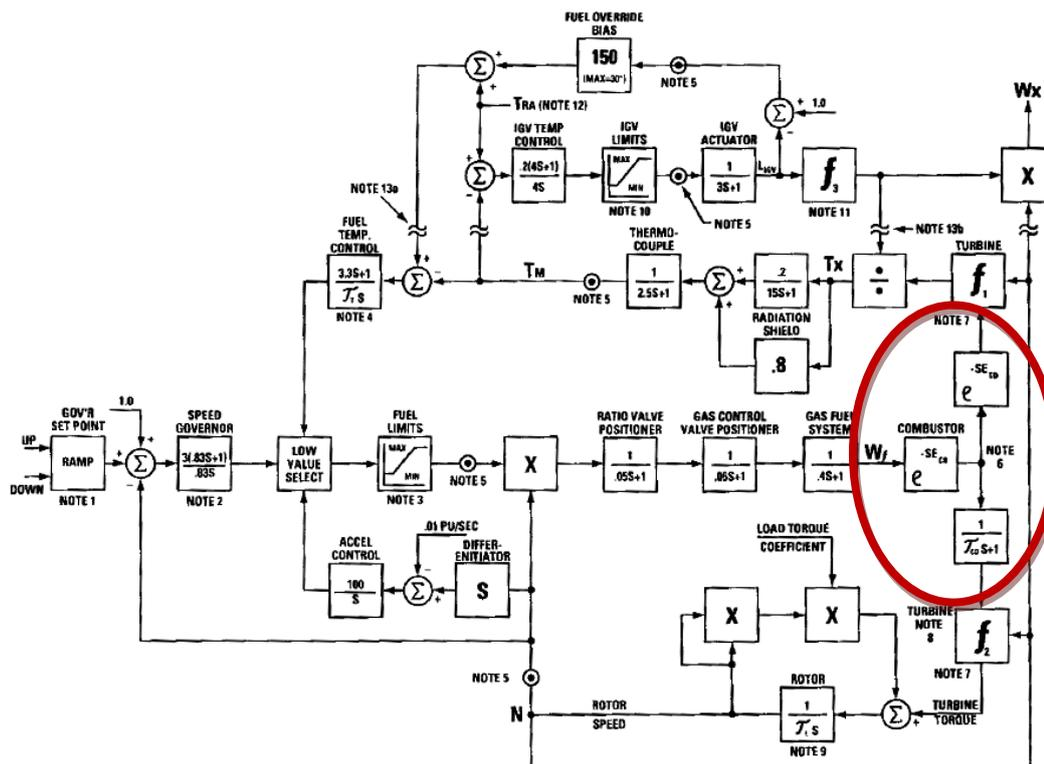 FUEL OVERRIDE
BIAS
150
(MAX=30°)
NOTE 5
Σ
+
+
Σ
+
1.0
-
Wx
TRA (NOTE 12)
IGV TEMP
CONTROL
.2(4S+1)
4S
IGV
LIMITS
MAX
MIN
NOTE 10
IGV
ACTUATOR
1
3S+1
LIGV
f3
NOTE 11
X
Σ
+
-
NOTE 5
NOTE 13a
NOTE 13b
FUEL
TEMP.
CONTROL
3.3S+1
T S
NOTE 4
Σ
+
-
TM
NOTE 5
THERMO-
COUPLE
1
2.5S+1
Σ
+
+
.2
15S+1
RADIATION
SHIELD
.8
Tx
÷
TURBINE
f1
NOTE 7
1.0
GOV'R
SET POINT
UP
RAMP
DOWN
NOTE 1
Σ
+
+
-
SPEED
GOVERNOR
3(.83S+1)
.83S
NOTE 2
LOW
VALUE
SELECT
FUEL
LIMITS
MAX
MIN
NOTE 3
NOTE 5
X
RATIO VALVE
POSITIONER
1
.05S+1
GAS CONTROL
VALVE POSITIONER
1
S+1
GAS FUEL
SYSTEM
1
.4S+1
Wf
COMBUSTOR
e -SE
e -SE
NOTE
6
1
TCD S+1
ACCEL
CONTROL
100
S
.01 PU/SEC
Σ
-
+
DIFFER-
ENTIATOR
S
LOAD TORQUE
COEFFICIENT
X
X
TURBINE
NOTE
8
f2
NOTE 7
NOTE 5
N
ROTOR
SPEED
ROTOR
1
T S
NOTE 9
Σ
+
TURBINE
TORQUE